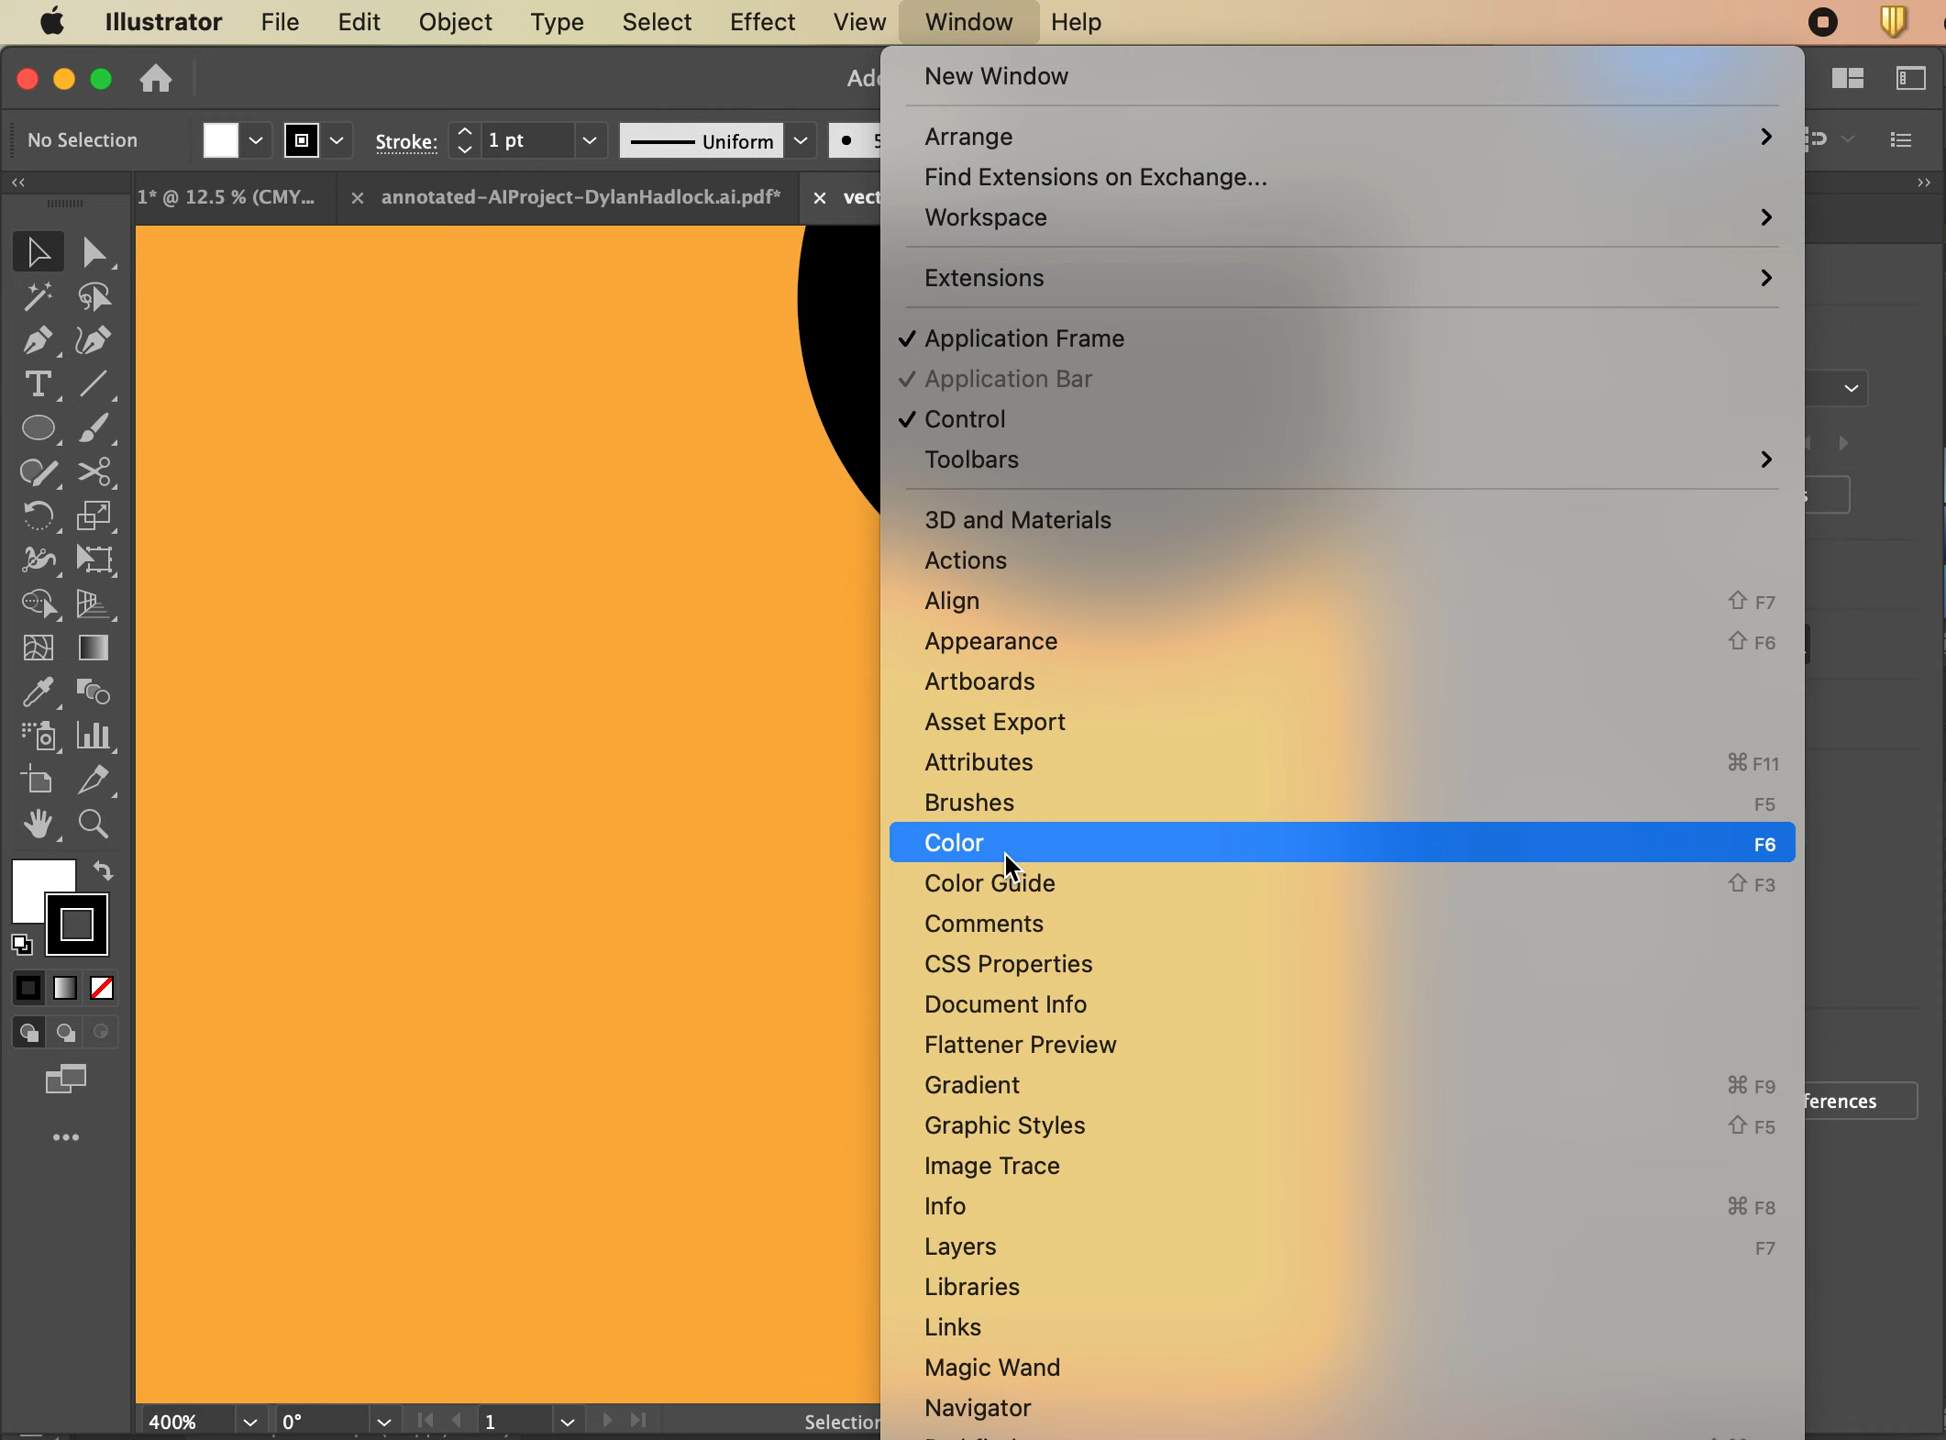 Illustrator File Edit Object Type Select Effect View Window Help
No Selection Stroke: 1 pt Uniform
1* @ 12.5 % (CMY... × annotated-AIProject-DylanHadlock.ai.pdf* ×
New Window
Arrange
Find Extensions on Exchange...
Workspace
Extensions
✓ Application Frame
✓ Application Bar
✓ Control
Toolbars
3D and Materials
Actions
Align ⇧ F7
Appearance ⇧ F6
Artboards
Asset Export
Attributes ⌘ F11
Brushes F5
Color F6
Color Guide ⇧ F3
Comments
CSS Properties
Document Info
Flattener Preview
Gradient ⌘ F9
Graphic Styles ⇧ F5
Image Trace
Info ⌘ F8
Layers F7
Libraries
Links
Magic Wand
Navigator
400% 0° 1